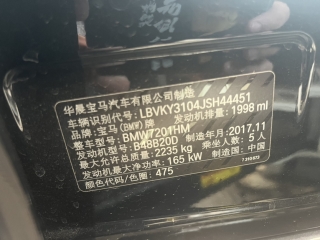 华晨宝马汽车有限公司制造
车辆识别代号: LBVKY3104JSH44451
品牌: 宝马(BMW)牌 发动机排量: 1998 ml
整车型号: BMW7201HM
发动机型号: B48B20D 制造年月: 2017,11
最大允许总质量: 2235 kg 乘坐人数: 5 人
发动机最大净功率: 165 kW 制造国: 中国
颜色代码/色圈: 475